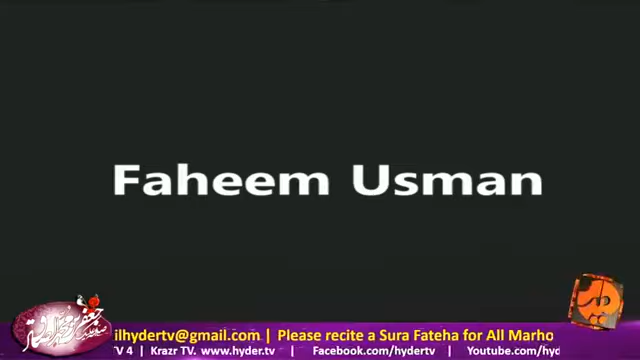 Faheem Usman
ilhydertv@gmail.com | Please recite a Sura Fateha for All Marho
TV 4 | Krazr TV. www.hyder.tv | Facebook.com/hydertv | Youtube.com/hyd